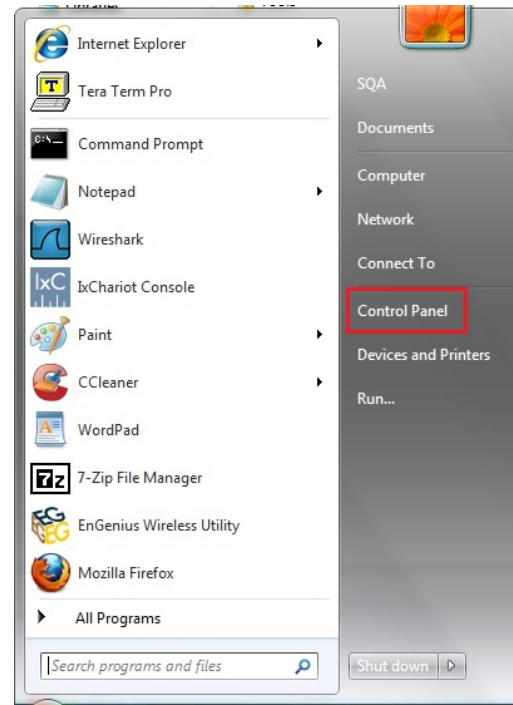 Internet Explorer
Tera Term Pro
C:\
Command Prompt
Notepad
Wireshark
IxC
IxChariot Console
Paint
CCleaner
WordPad
7z
7-Zip File Manager
EnGenius Wireless Utility
Mozilla Firefox
All Programs
Search programs and files
SQA
Documents
Computer
Network
Connect To
Control Panel
Devices and Printers
Run...
Shut down